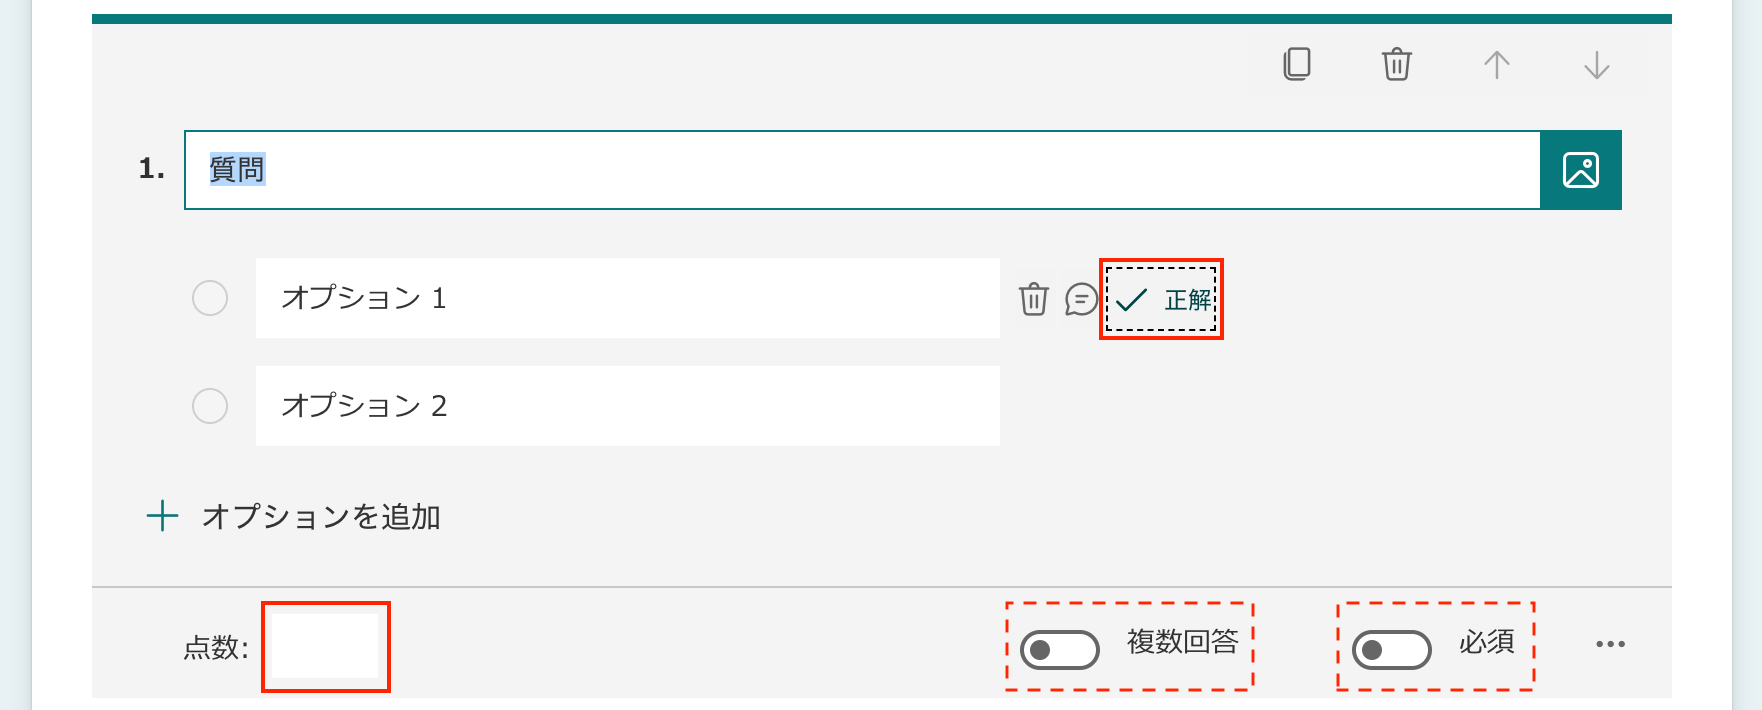 1. 質問
オプション 1 正解
オプション 2
オプションを追加
点数: 複数回答 必須